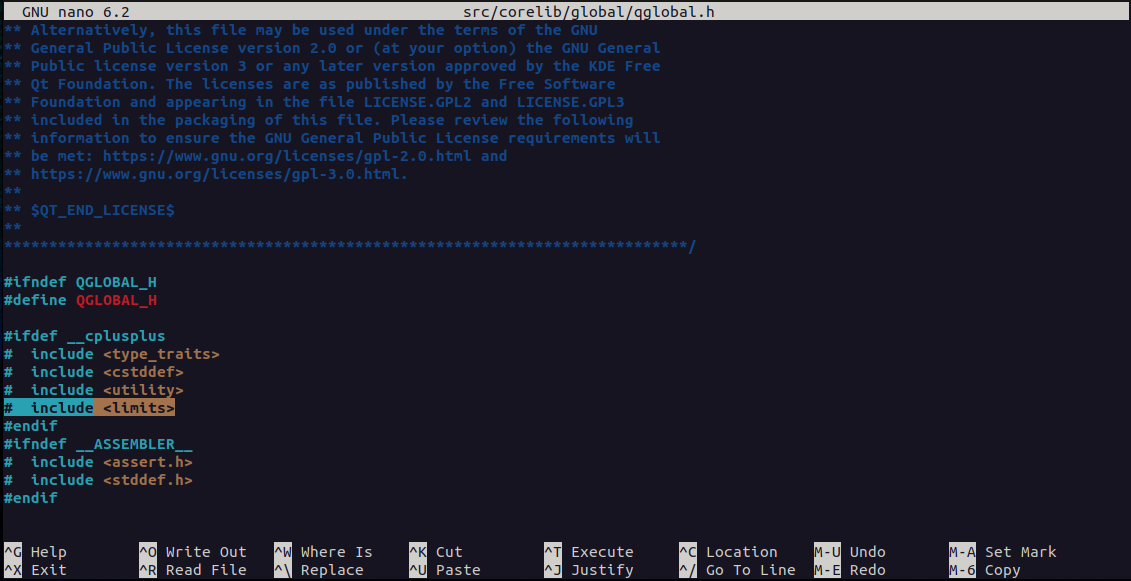 GNU nano 6.2 src/corelib/global/qglobal.h
** Alternatively, this file may be used under the terms of the GNU
** General Public License version 2.0 or (at your option) the GNU General
** Public license version 3 or any later version approved by the KDE Free
** Qt Foundation. The licenses are as published by the Free Software
** Foundation and appearing in the file LICENSE.GPL2 and LICENSE.GPL3
** included in the packaging of this file. Please review the following
** information to ensure the GNU General Public License requirements will
** be met: https://www.gnu.org/licenses/gpl-2.0.html and
** https://www.gnu.org/licenses/gpl-3.0.html.
**
** $QT_END_LICENSE$
**
****************************************************************************/
#ifndef QGLOBAL_H
#define QGLOBAL_H
#ifdef __cplusplus
#  include <type_traits>
#  include <cstddef>
#  include <utility>
#  include <limits>
#endif
#ifndef __ASSEMBLER__
#  include <assert.h>
#  include <stddef.h>
#endif
^G Help ^O Write Out ^W Where Is ^K Cut ^T Execute ^C Location M-U Undo M-A Set Mark
^X Exit ^R Read File ^\ Replace ^U Paste ^J Justify ^/ Go To Line M-E Redo M-6 Copy